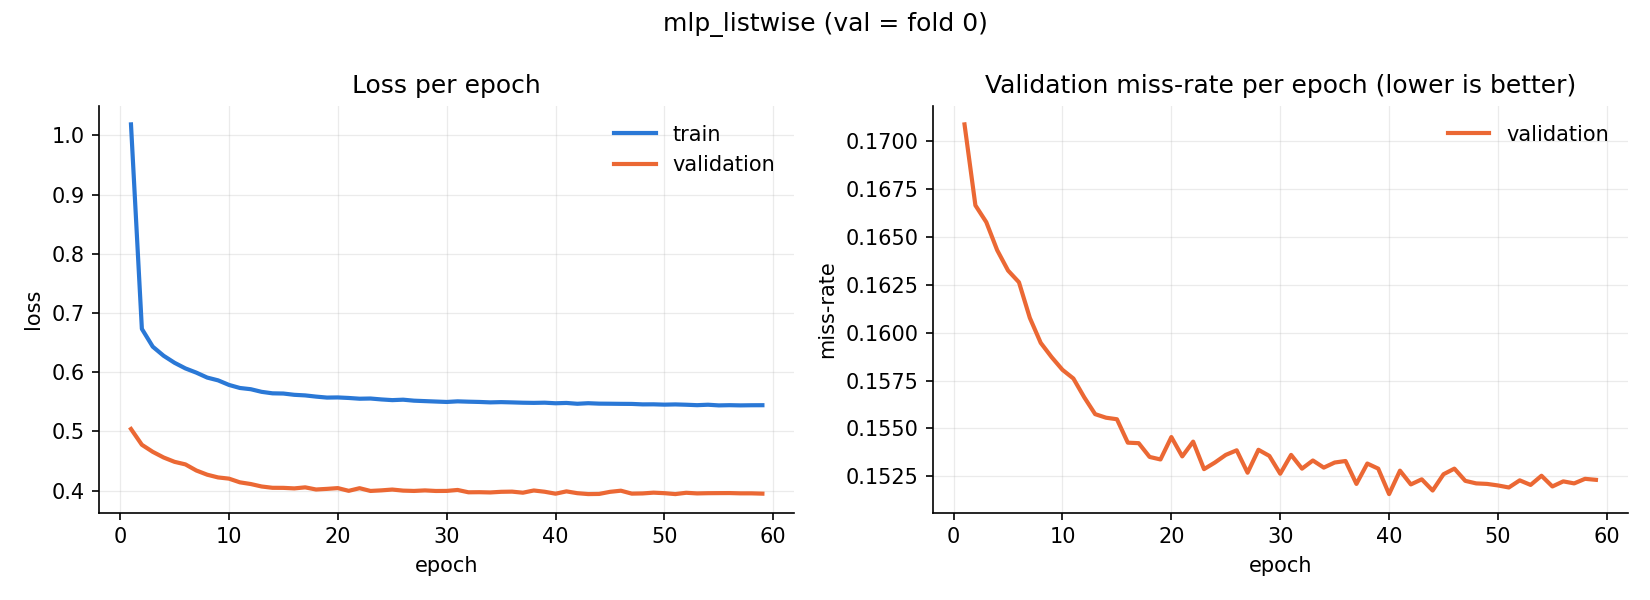 mlp_listwise (val = fold 0)
Loss per epoch
train
validation
1.0
0.9
0.8
0.7
0.6
0.5
0.4
loss
0 10 20 30 40 50 60
epoch
Validation miss-rate per epoch (lower is better)
validation
0.1700
0.1675
0.1650
0.1625
0.1600
0.1575
0.1550
0.1525
miss-rate
0 10 20 30 40 50 60
epoch